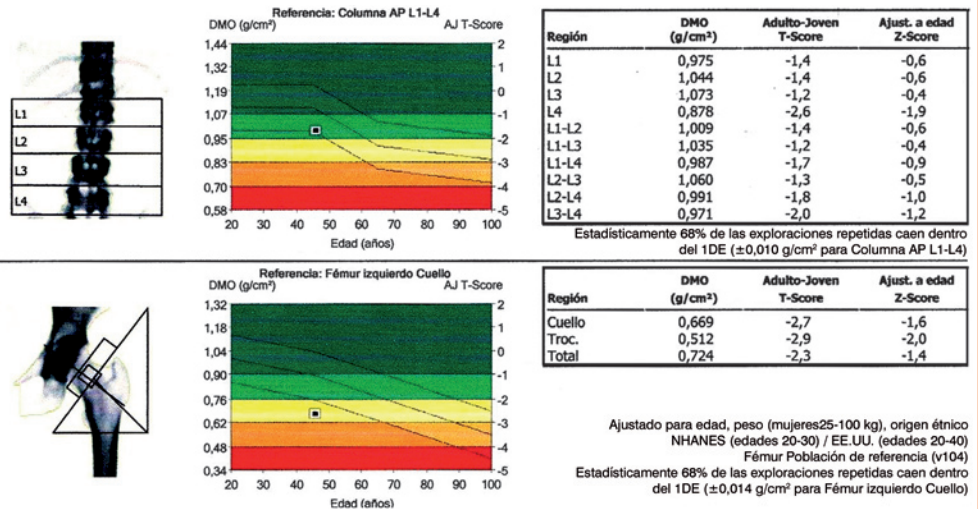 Referencia: Columna AP L1-L4
DMO (g/cm²) AJ T-Score
1,44 2
1,32 1
1,19 0
1,07 -1
0,95 -2
0,83 -3
0,70 -4
0,58 -5
20 30 40 50 60 70 80 90 100
Edad (años)
L1
L2
L3
L4
Región DMO (g/cm²) Adulto-Joven T-Score Ajust. a edad Z-Score
L1 0,975 -1,4 -0,6
L2 1,044 -1,4 -0,6
L3 1,073 -1,2 -0,4
L4 0,878 -2,6 -1,9
L1-L2 1,009 -1,4 -0,6
L1-L3 1,035 -1,2 -0,4
L1-L4 0,987 -1,7 -0,9
L2-L3 1,060 -1,3 -0,5
L2-L4 0,991 -1,8 -1,0
L3-L4 0,971 -2,0 -1,2
Estadísticamente 68% de las exploraciones repetidas caen dentro
del 1DE (±0,010 g/cm² para Columna AP L1-L4)
Referencia: Fémur izquierdo Cuello
DMO (g/cm²) AJ T-Score
1,32 2
1,18 1
1,04 0
0,90 -1
0,76 -2
0,62 -3
0,48 -4
0,34 -5
20 30 40 50 60 70 80 90 100
Edad (años)
Región DMO (g/cm²) Adulto-Joven T-Score Ajust. a edad Z-Score
Cuello 0,669 -2,7 -1,6
Troc. 0,512 -2,9 -2,0
Total 0,724 -2,3 -1,4
Ajustado para edad, peso (mujeres25-100 kg), origen étnico
NHANES (edades 20-30) / EE.UU. (edades 20-40)
Fémur Población de referencia (v104)
Estadísticamente 68% de las exploraciones repetidas caen dentro
del 1DE (±0,014 g/cm² para Fémur izquierdo Cuello)